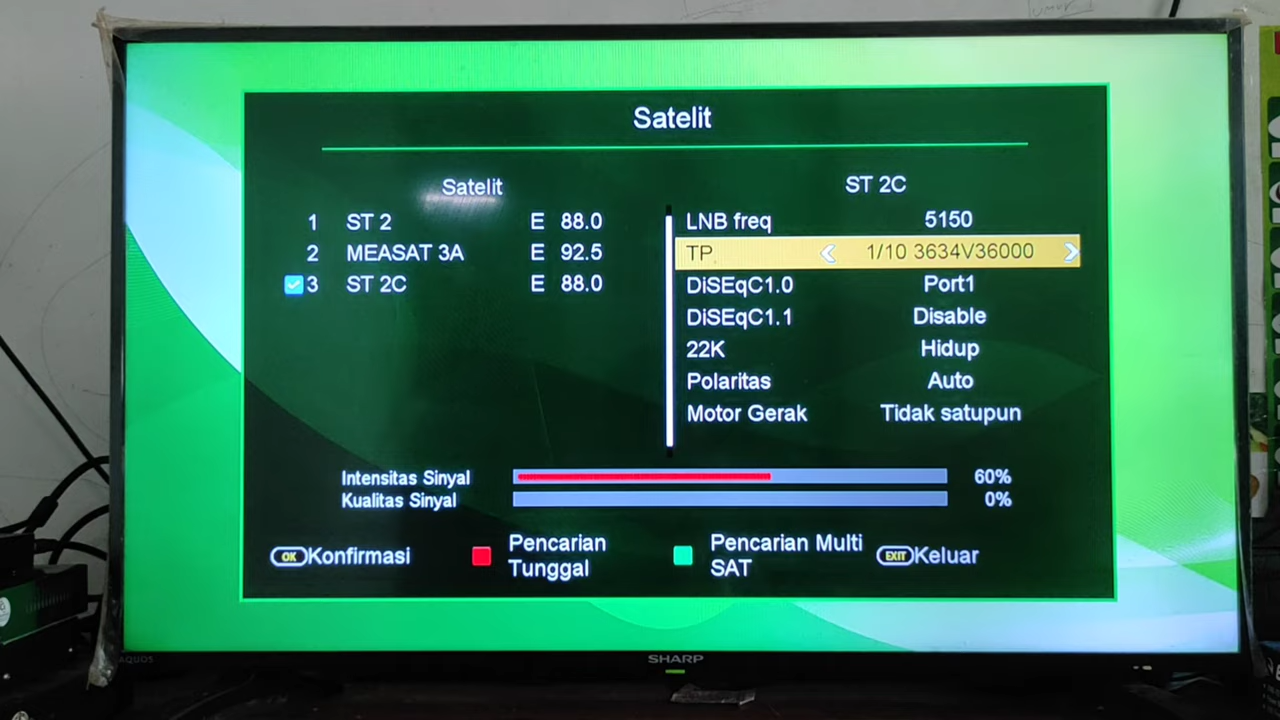 Satelit
Satelit
1 ST 2 E 88.0
2 MEASAT 3A E 92.5
3 ST 2C E 88.0
ST 2C
LNB freq 5150
TP. 1/10 3634V36000
DiSEqC1.0 Port1
DiSEqC1.1 Disable
22K Hidup
Polaritas Auto
Motor Gerak Tidak satupun
Intensitas Sinyal 60%
Kualitas Sinyal 0%
OK Konfirmasi
Pencarian
Tunggal
Pencarian Multi
SAT
EXIT Keluar
AQUOS
SHARP